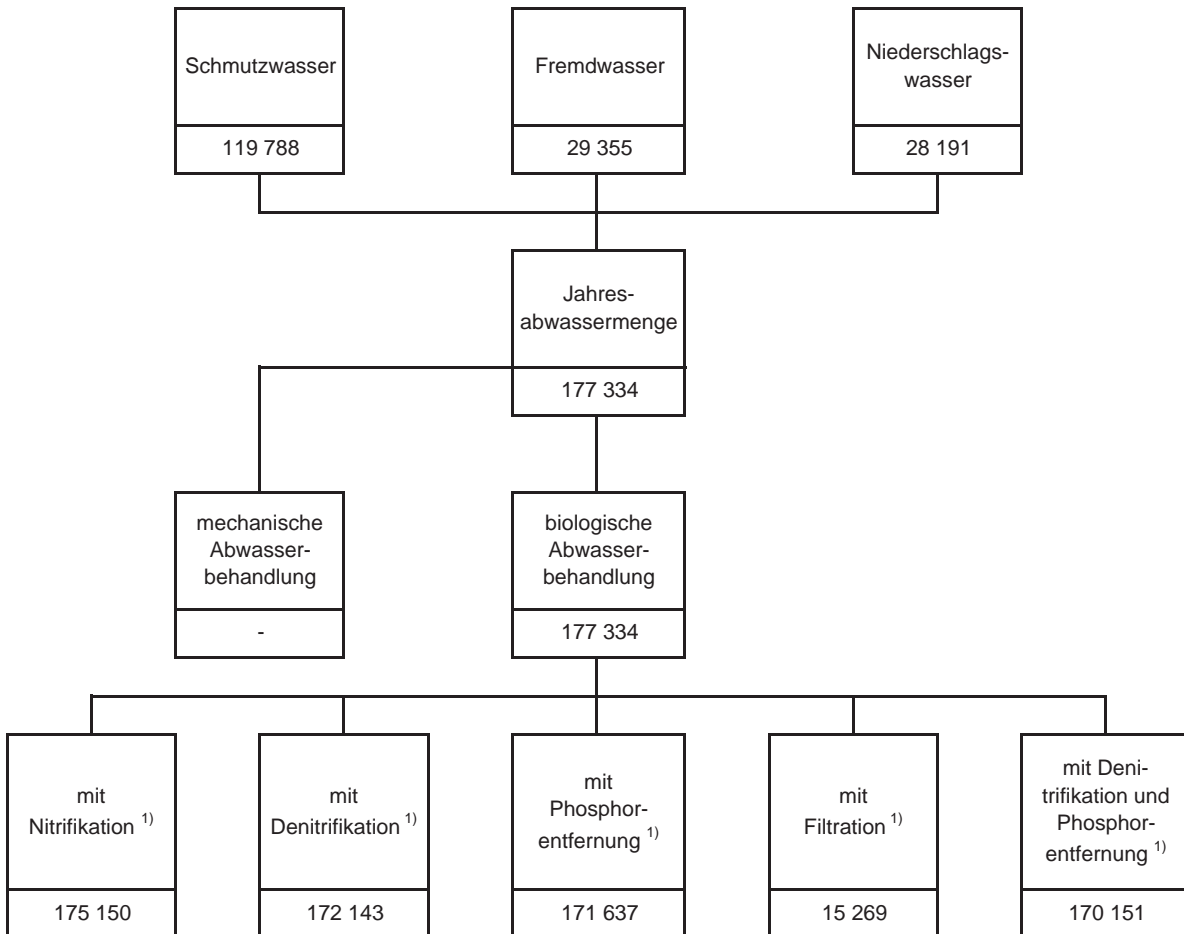 Schmutzwasser
119 788
Fremdwasser
29 355
Niederschlags-
wasser
28 191
Jahres-
abwassermenge
177 334
mechanische
Abwasser-
behandlung
-
biologische
Abwasser-
behandlung
177 334
mit
Nitrifikation 1)
175 150
mit
Denitrifikation 1)
172 143
mit
Phosphor-
entfernung 1)
171 637
mit
Filtration 1)
15 269
mit Deni-
trifikation und
Phosphor-
entfernung 1)
170 151